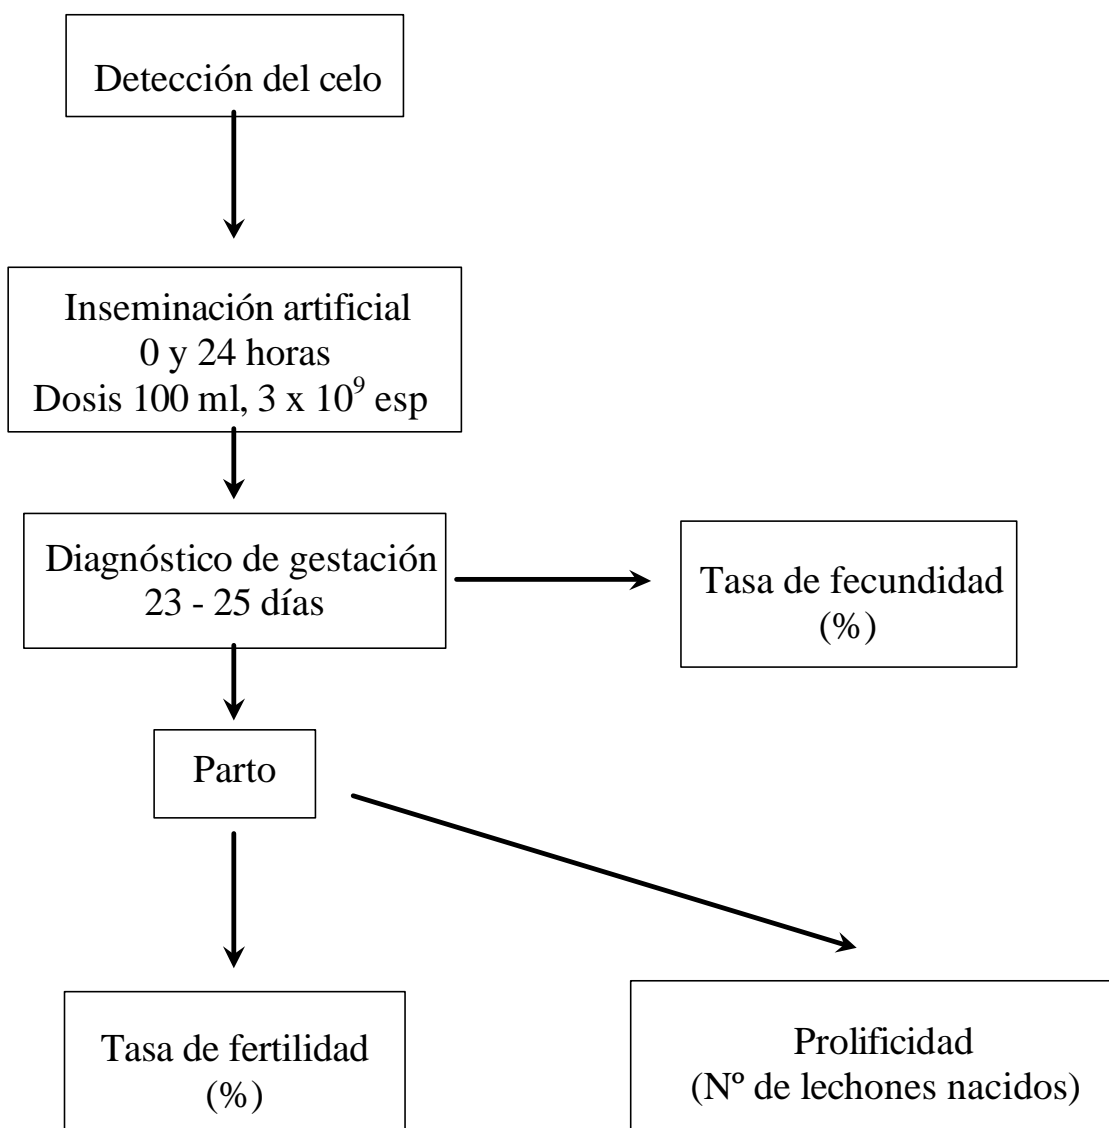 Detección del celo
Inseminación artificial
0 y 24 horas
Dosis 100 ml, 3 x 10⁹ esp
Diagnóstico de gestación
23 - 25 días
Tasa de fecundidad
(%)
Parto
Tasa de fertilidad
(%)
Prolificidad
(Nº de lechones nacidos)